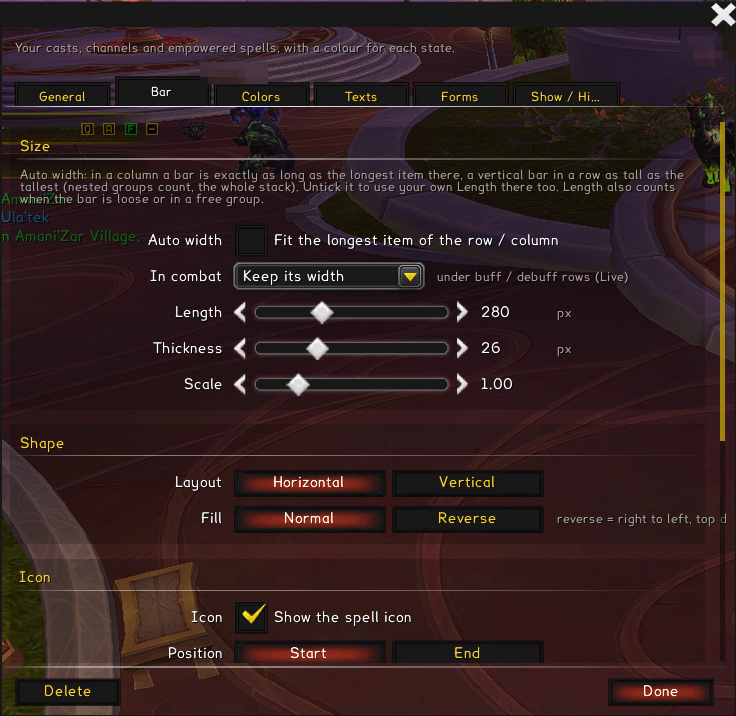 Your casts, channels and empowered spells, with a colour for each state.
General Bar Colors Texts Forms Show / Hi...
Q A F
Size
Auto width: in a column a bar is exactly as long as the longest item there, a vertical bar in a row as tall as the
tallest (nested groups count, the whole stack). Untick it to use your own Length there too. Length also counts
when the bar is loose or in a free group.
Ula'tek
n Amani'Zar Village.
Auto width Fit the longest item of the row / column
In combat Keep its width under buff / debuff rows (Live)
Length 280 px
Thickness 26 px
Scale 1.00
Shape
Layout Horizontal Vertical
Fill Normal Reverse reverse = right to left, top d
Icon
Icon Show the spell icon
Position Start End
Delete Done